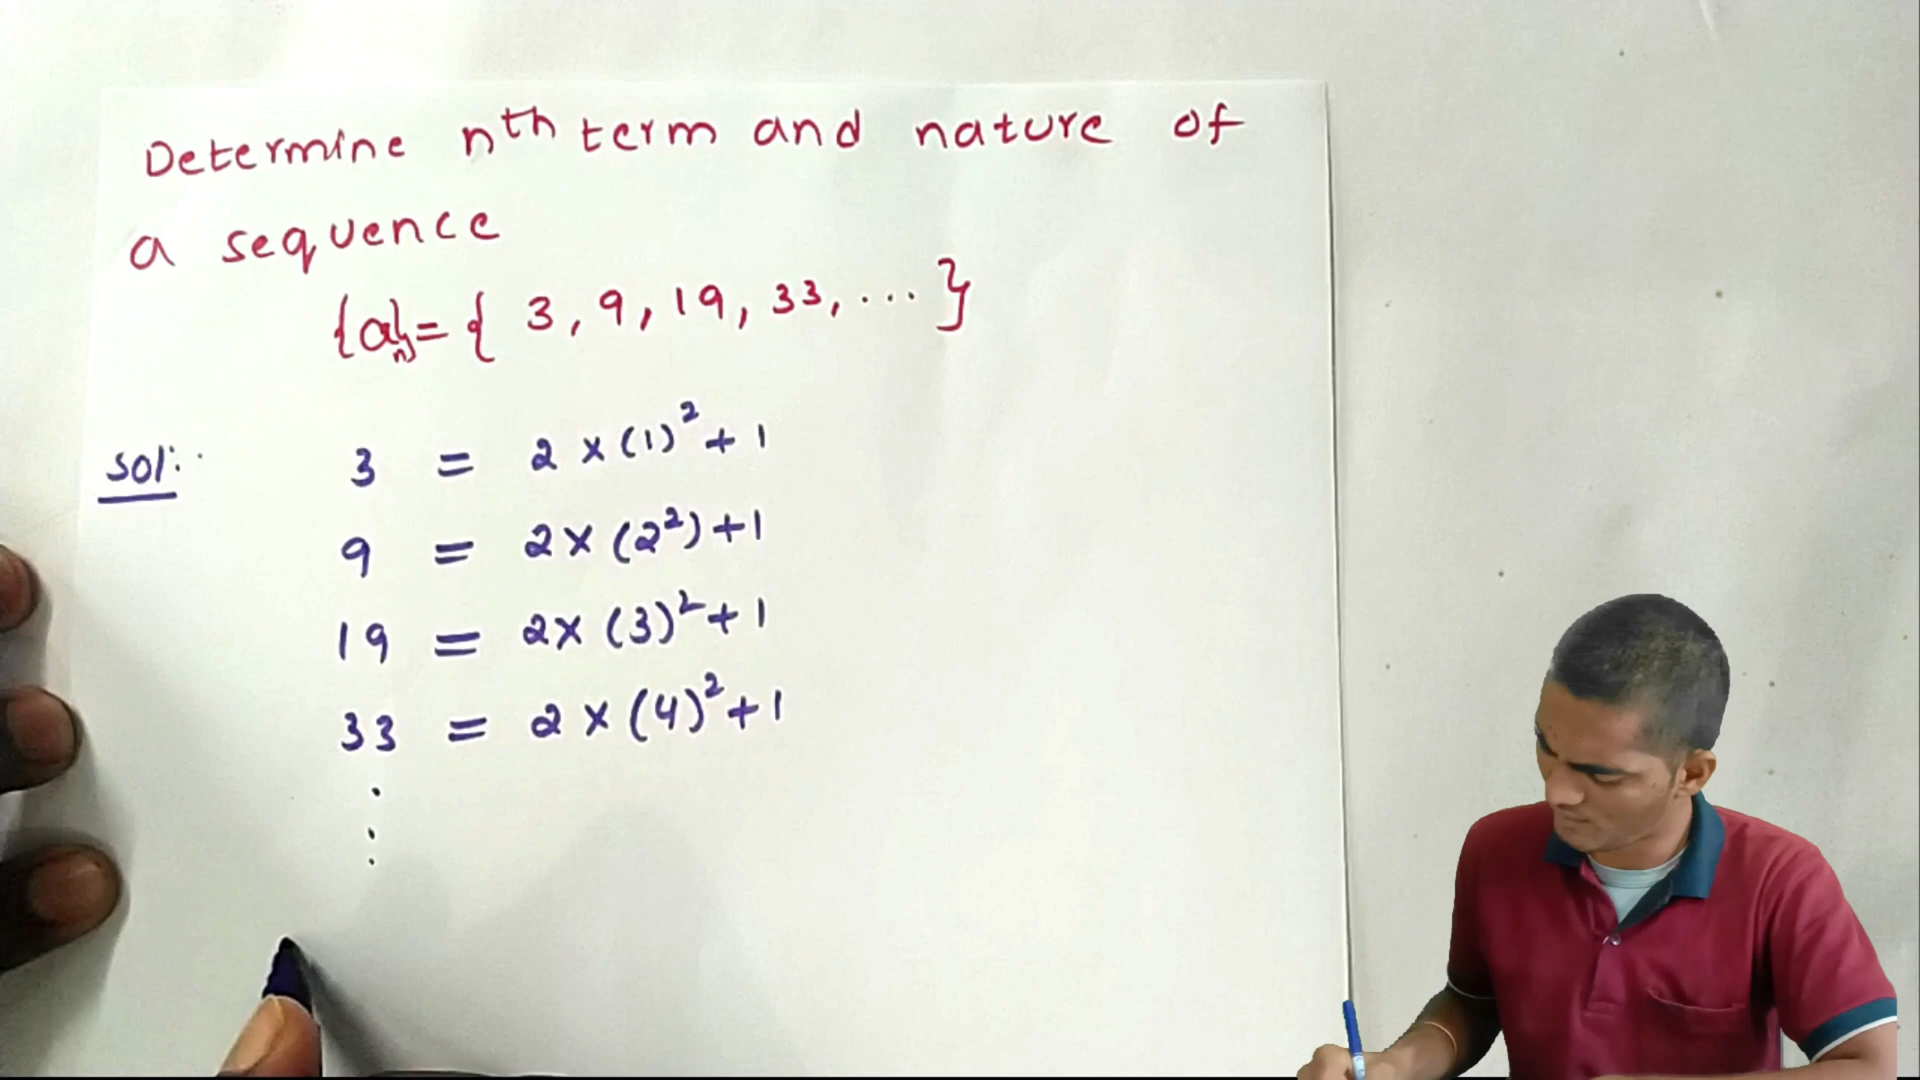 Determine nth term and nature of
a sequence
{an} = { 3, 9, 19, 33, ... }
Sol:
3 = 2 × (1)² + 1
9 = 2 × (2²) + 1
19 = 2 × (3)² + 1
33 = 2 × (4)² + 1